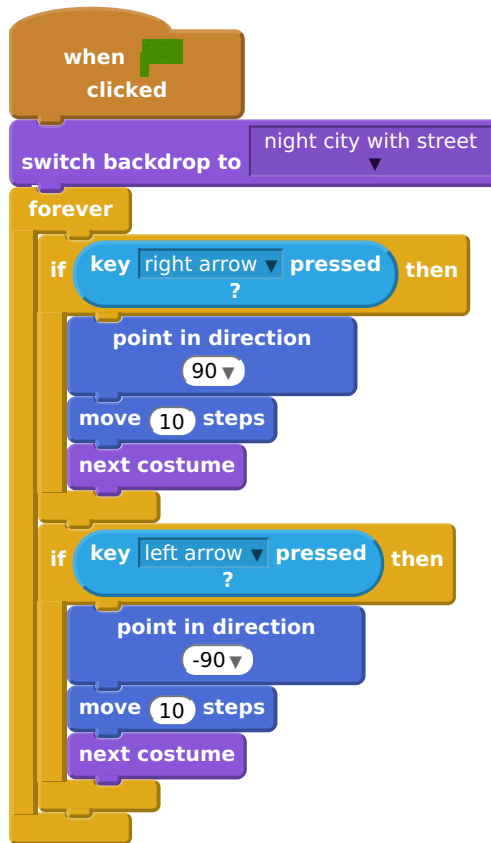 when
clicked
switch backdrop to night city with street ▼
forever
if key right arrow ▼ pressed ? then
point in direction
90 ▼
move 10 steps
next costume
if key left arrow ▼ pressed ? then
point in direction
-90 ▼
move 10 steps
next costume